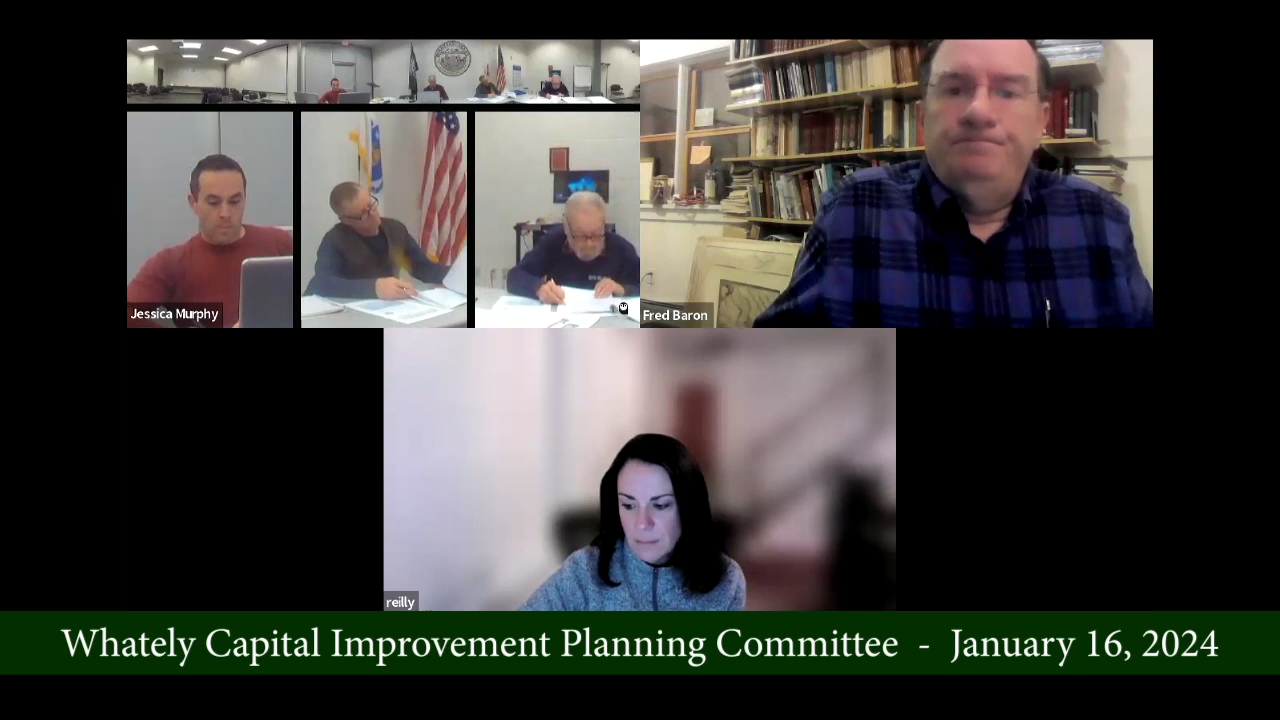 Jessica Murphy
Fred Baron
reilly
Whately Capital Improvement Planning Committee - January 16, 2024